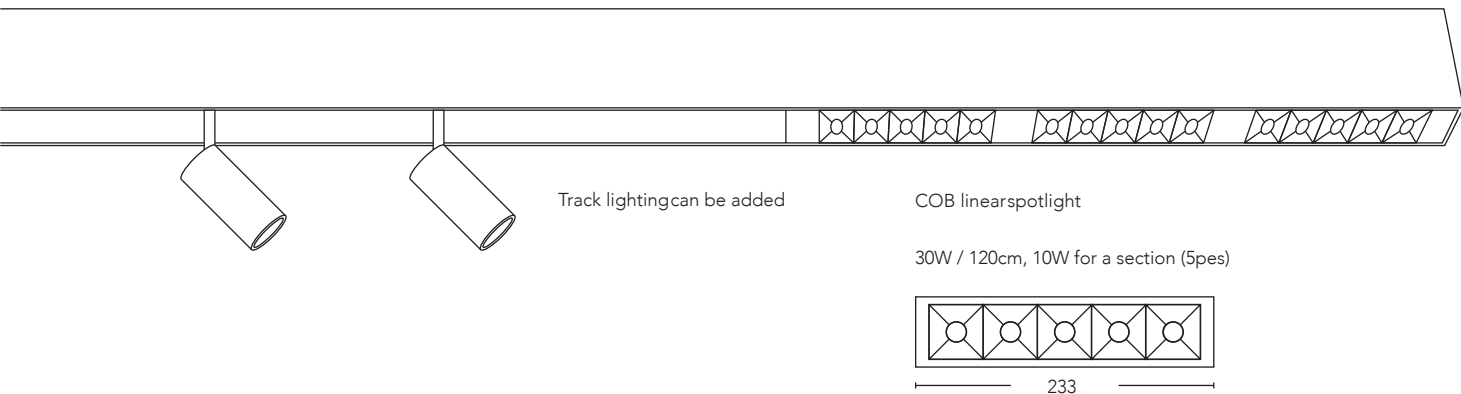 Track lightingcan be added
COB linearspotlight
30W / 120cm, 10W for a section (5pes)
233